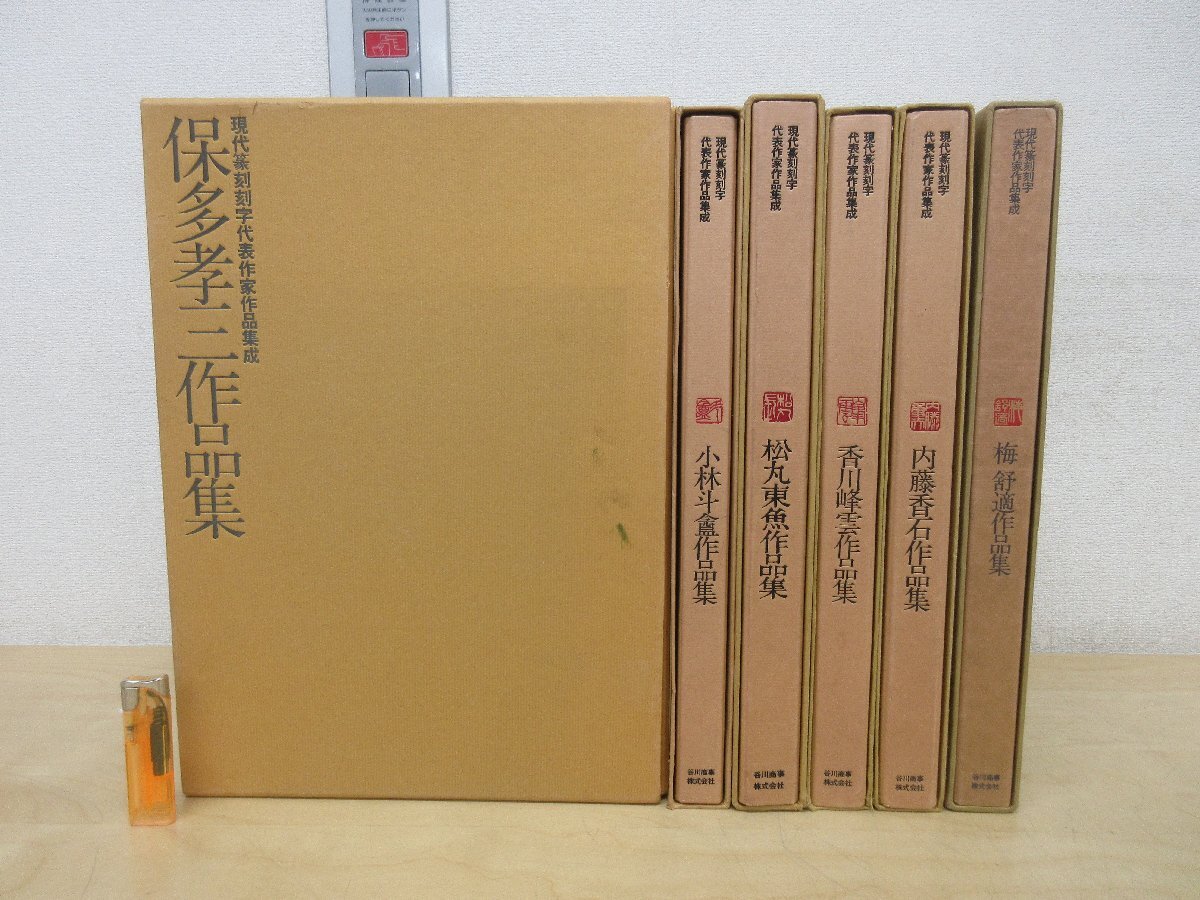 現代篆刻刻字代表作家作品集成
保多孝三作品集
現代篆刻刻字
代表作家作品集成
小林斗盦作品集
谷川商事
株式会社
現代篆刻刻字
代表作家作品集成
松丸東魚作品集
谷川商事
株式会社
現代篆刻刻字
代表作家作品集成
香川峰雲作品集
谷川商事
株式会社
現代篆刻刻字
代表作家作品集成
内藤香石作品集
谷川商事
株式会社
現代篆刻刻字
代表作家作品集成
梅舒適作品集
谷川商事
株式会社